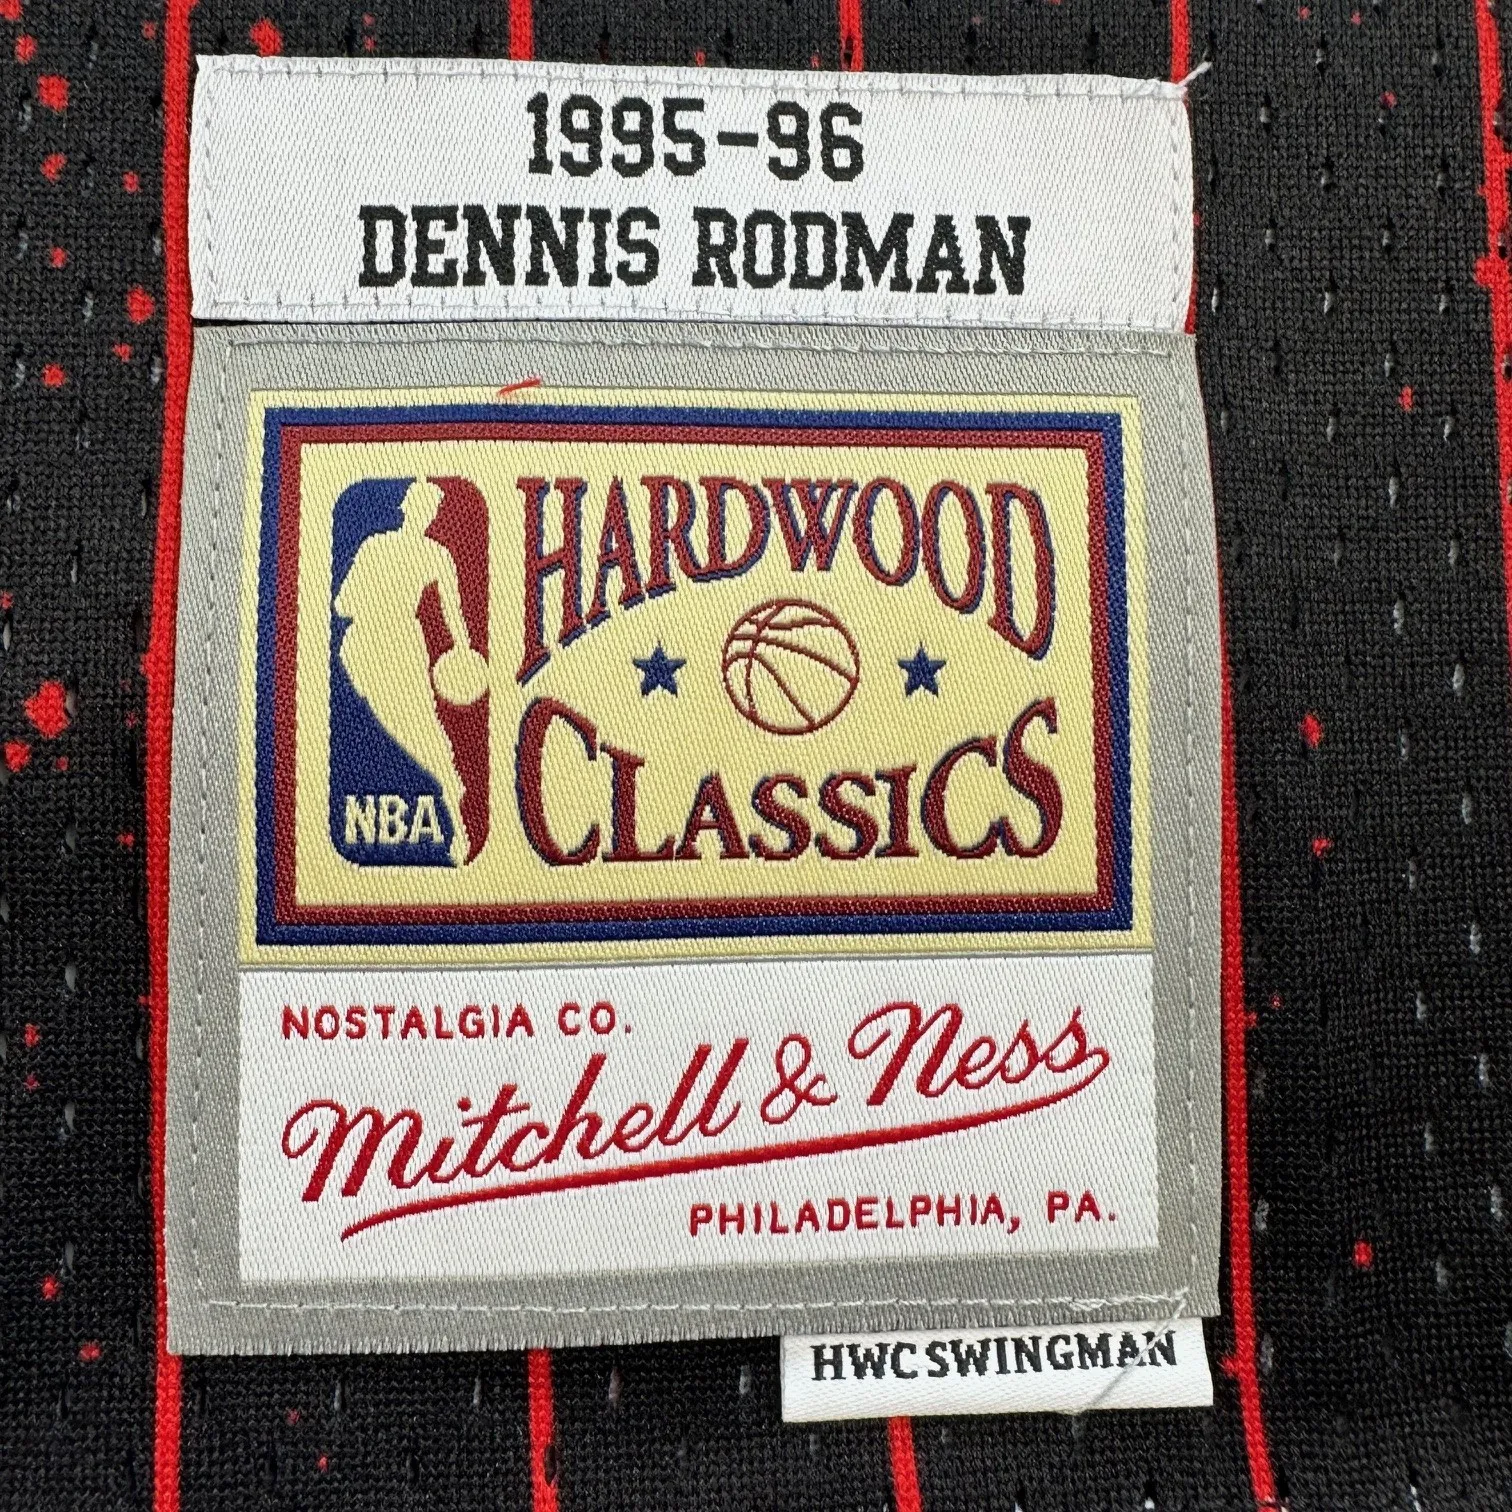 1995-96
DENNIS RODMAN
HARDWOOD
CLASSICS
NBA
NOSTALGIA CO.
Mitchell & Ness
PHILADELPHIA, PA.
HWC SWINGMAN